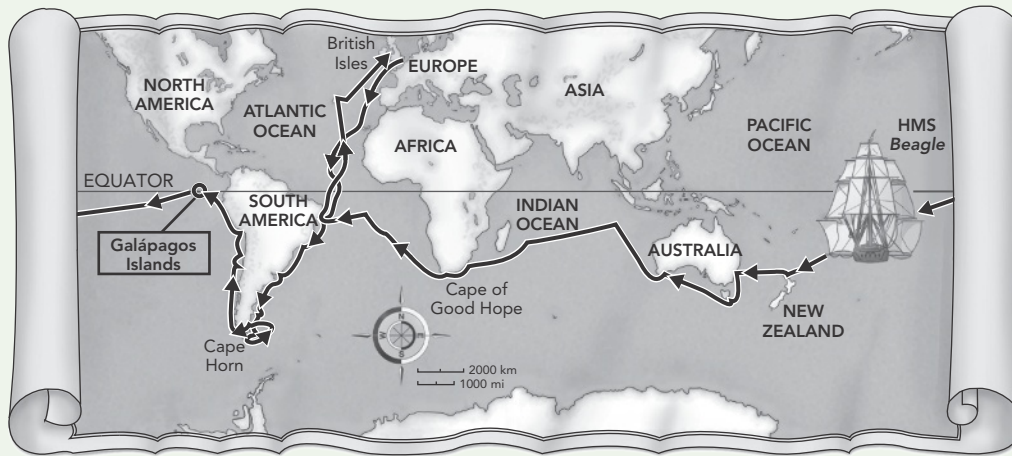 British
Isles
EUROPE
NORTH
AMERICA
ATLANTIC
OCEAN
ASIA
AFRICA
PACIFIC
OCEAN
HMS
Beagle
EQUATOR
SOUTH
AMERICA
INDIAN
OCEAN
Galápagos
Islands
AUSTRALIA
Cape of
Good Hope
NEW
ZEALAND
Cape
Horn
N
W
E
S
2000 km
1000 mi